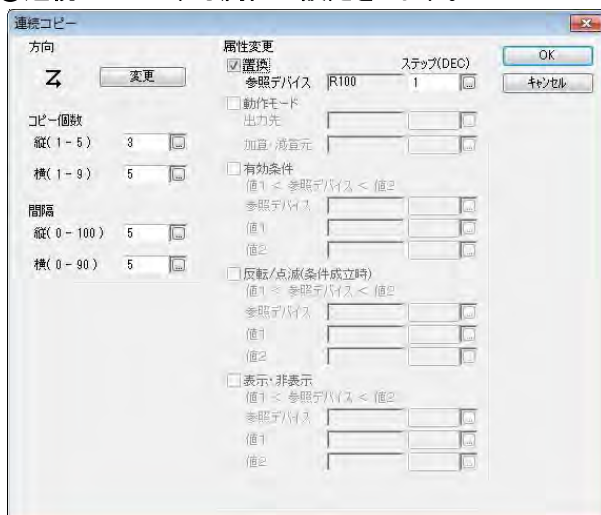 連続コピー
方向
変更
コピー個数
縦( 1 - 5 ) 3
横( 1 - 9 ) 5
間隔
縦( 0 - 100 ) 5
横( 0 - 90 ) 5
属性変更
置換 ステップ(DEC)
参照デバイス R100 1
動作モード
出力先
加算・減算元
有効条件
値1 < 参照デバイス < 値2
参照デバイス
値1
値2
反転/点滅(条件成立時)
値1 < 参照デバイス < 値2
参照デバイス
値1
値2
表示・非表示
値1 < 参照デバイス < 値2
参照デバイス
値1
値2
OK
キャンセル